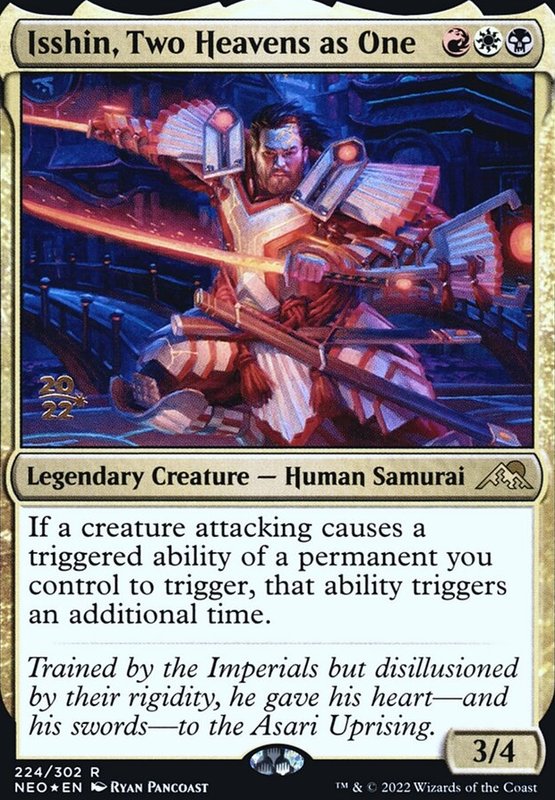 Isshin, Two Heavens as One
20
22
Legendary Creature — Human Samurai
If a creature attacking causes a
triggered ability of a permanent you
control to trigger, that ability triggers
an additional time.
Trained by the Imperials but disillusioned
by their rigidity, he gave his heart—and
his swords—to the Asari Uprising.
3/4
224/302 R
NEO★EN Ryan Pancoast
™ & © 2022 Wizards of the Coast